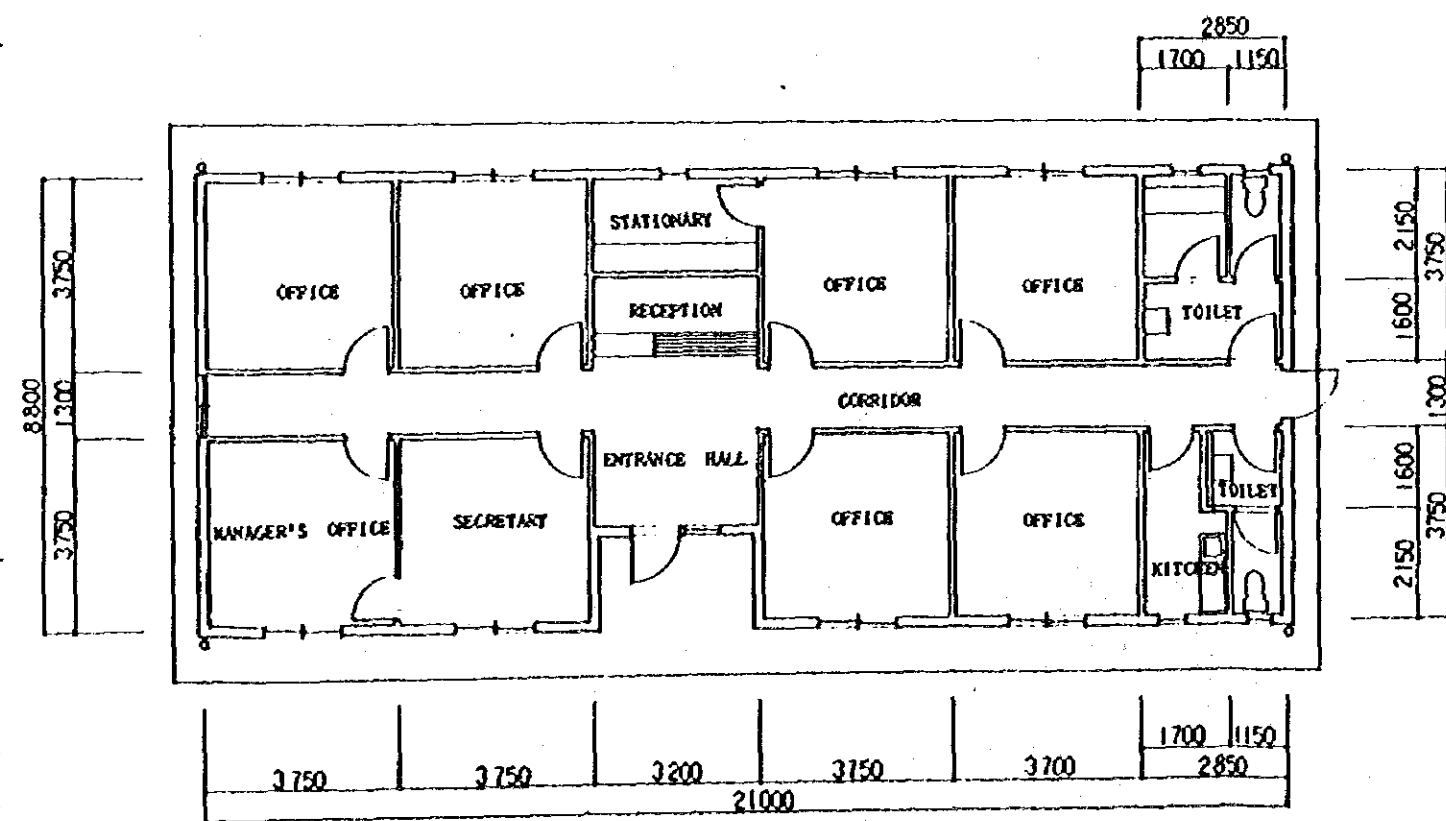 2850
1700 1150
STATIONARY
OFFICE
OFFICE
RECEPTION
OFFICE
OFFICE
TOILET
CORRIDOR
ENTRANCE HALL
MANAGER'S OFFICE
SECRETARY
OFFICE
OFFICE
TOILET
KITCHEN
3750
1300
3750
8800
2150
1600
3750
1300
1600
2150
3750
1700 1150
3750 3750 3200 3750 3700 2850
21000